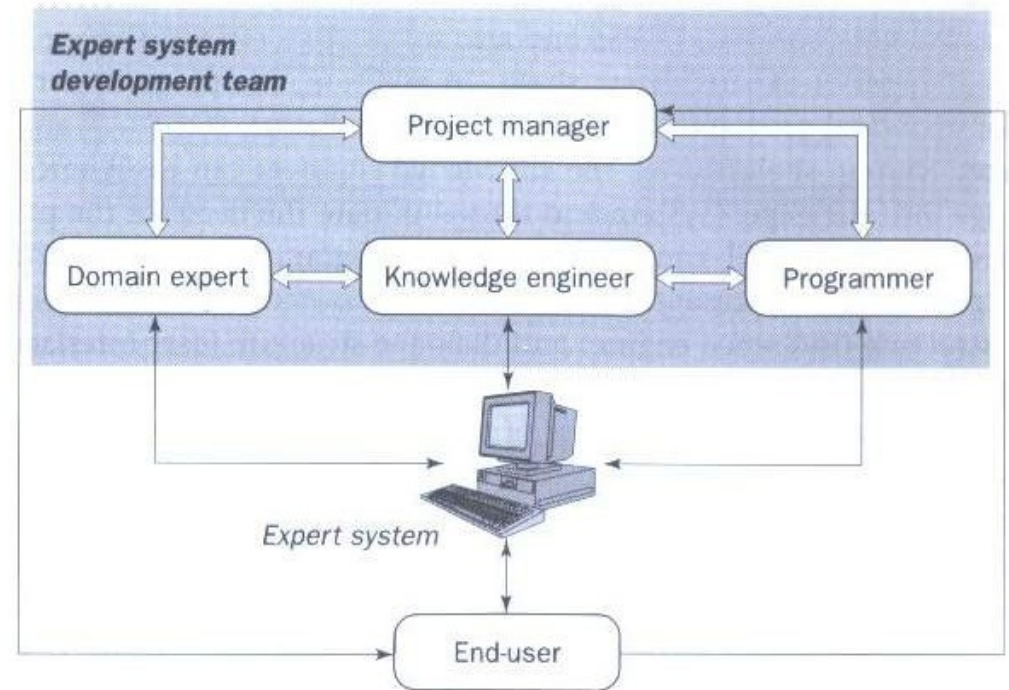 Expert system
development team
Project manager
Domain expert
Knowledge engineer
Programmer
Expert system
End-user